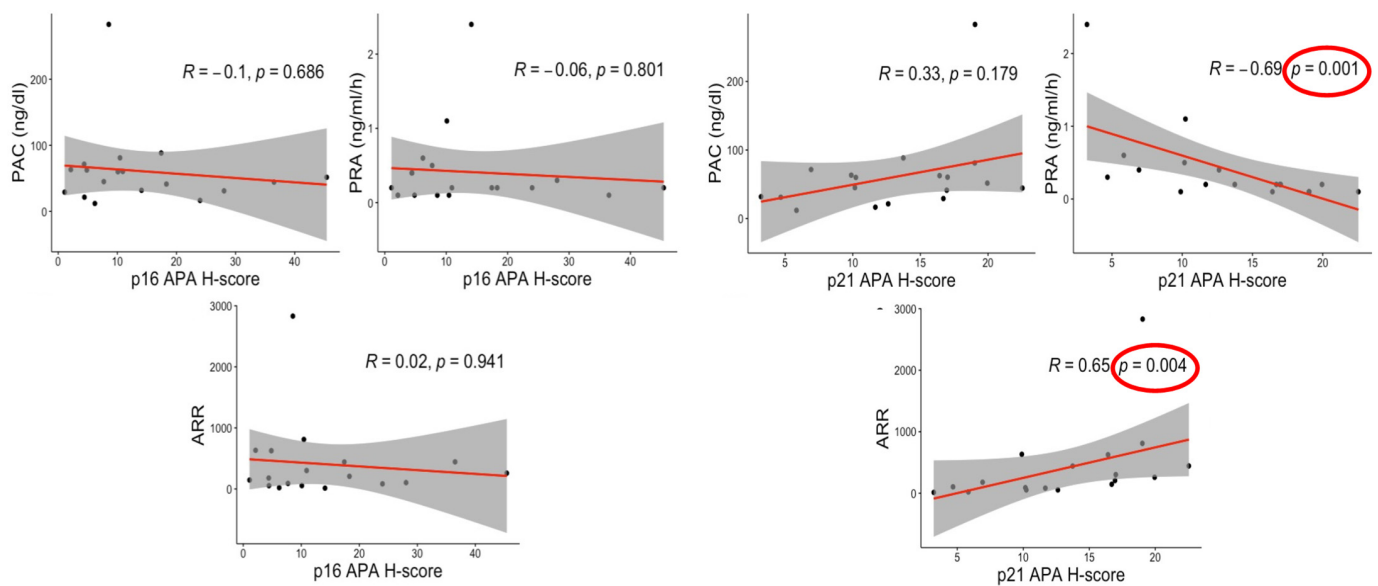 PAC (ng/dl)
200
100
0
R = −0.1, p = 0.686
0 10 20 30 40
p16 APA H-score
PRA (ng/ml/h)
2
1
0
R = −0.06, p = 0.801
0 10 20 30 40
p16 APA H-score
PAC (ng/dl)
200
100
0
R = 0.33, p = 0.179
5 10 15 20
p21 APA H-score
PRA (ng/ml/h)
2
1
0
R = −0.69 p = 0.001
5 10 15 20
p21 APA H-score
ARR
3000
2000
1000
0
R = 0.02, p = 0.941
0 10 20 30 40
p16 APA H-score
ARR
3000
2000
1000
0
R = 0.65 p = 0.004
5 10 15 20
p21 APA H-score